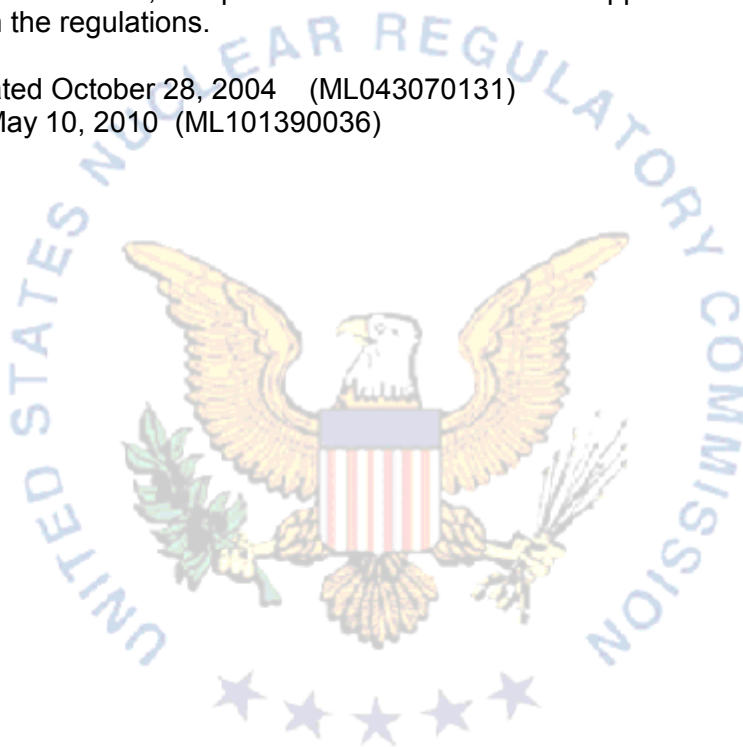 the regulations.
ted October 28, 2004 (ML043070131)
May 10, 2010 (ML101390036)
UNITED STATES NUCLEAR REGULATORY COMMISSION